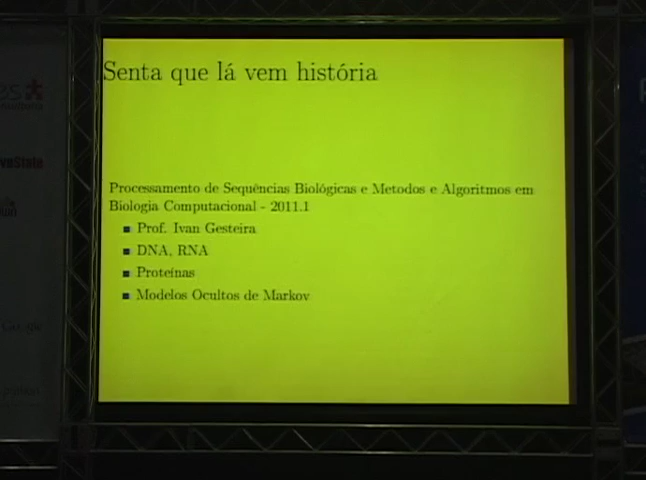 Senta que lá vem história
Processamento de Sequências Biológicas e Metodos e Algoritmos em
Biologia Computacional - 2011.1
Prof. Ivan Gesteira
DNA, RNA
Proteínas
Modelos Ocultos de Markov
Google